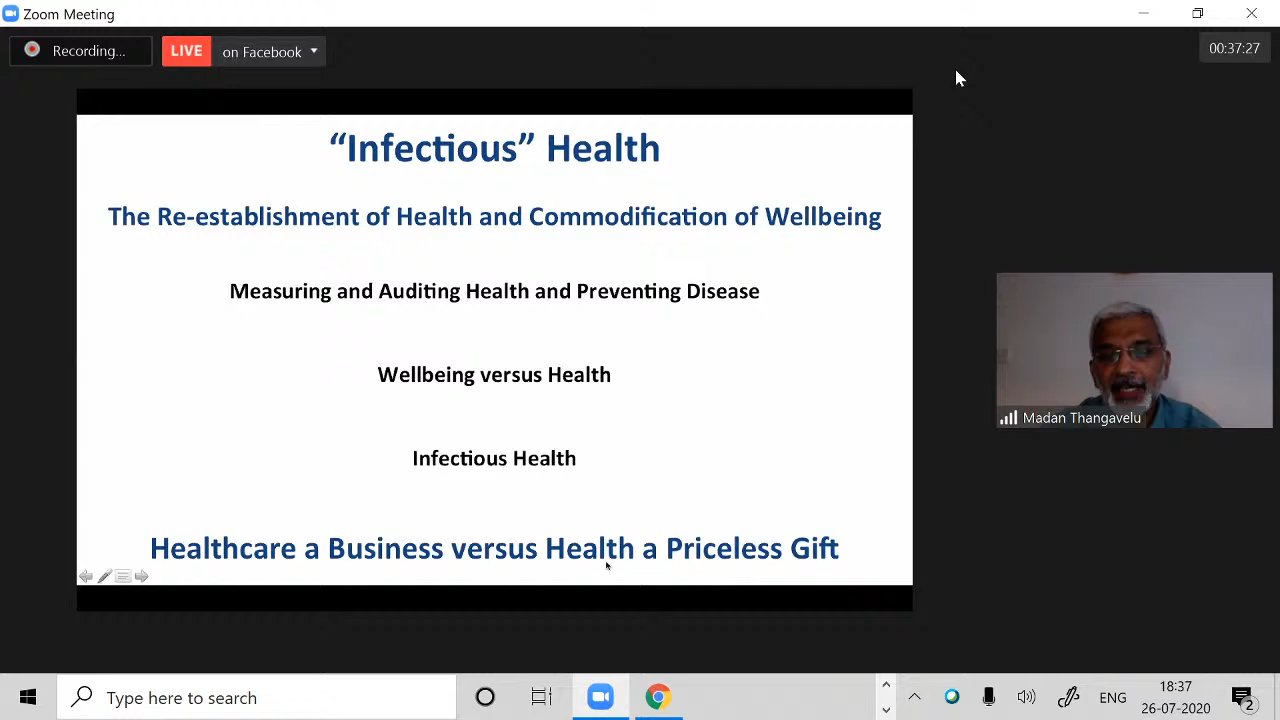 Zoom Meeting
Recording...
LIVE
on Facebook
00:37:27
“Infectious” Health
The Re-establishment of Health and Commodification of Wellbeing
Measuring and Auditing Health and Preventing Disease
Wellbeing versus Health
Infectious Health
Healthcare a Business versus Health a Priceless Gift
Madan Thangavelu
Type here to search
ENG
18:37
26-07-2020
2